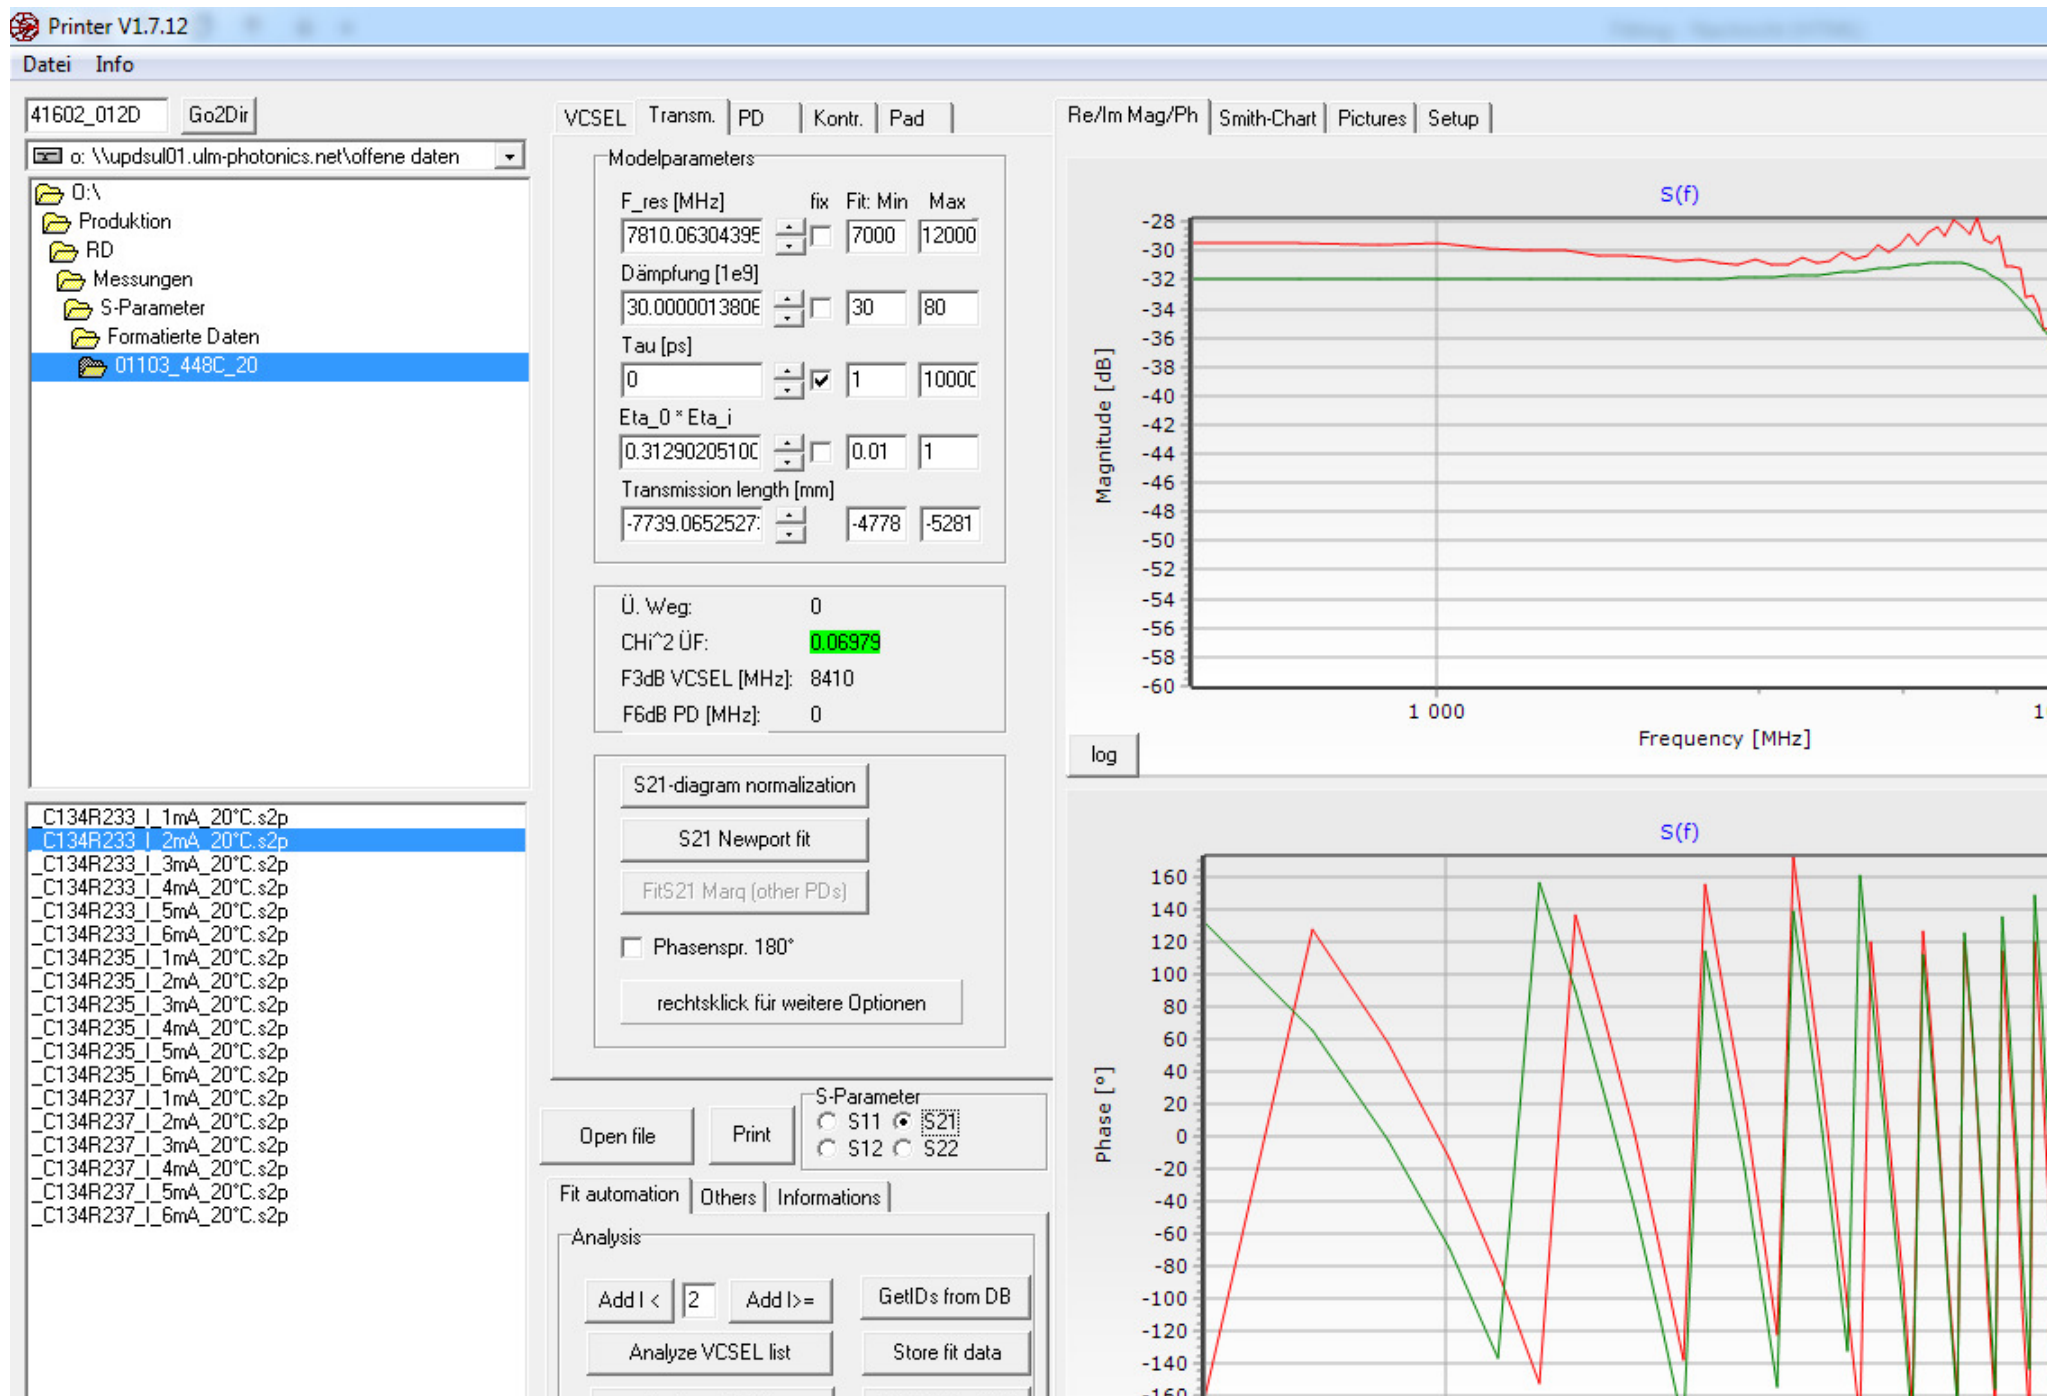 Printer V1.7.12
Datei Info
41602_012D Go2Dir
o: \\updsul01.ulm-photonics.net\offene daten
O:\
Produktion
RD
Messungen
S-Parameter
Formatierte Daten
01103_448C_20
_C134R233_I_1mA_20°C.s2p
_C134R233_I_2mA_20°C.s2p
_C134R233_I_3mA_20°C.s2p
_C134R233_I_4mA_20°C.s2p
_C134R233_I_5mA_20°C.s2p
_C134R233_I_6mA_20°C.s2p
_C134R235_I_1mA_20°C.s2p
_C134R235_I_2mA_20°C.s2p
_C134R235_I_3mA_20°C.s2p
_C134R235_I_4mA_20°C.s2p
_C134R235_I_5mA_20°C.s2p
_C134R235_I_6mA_20°C.s2p
_C134R237_I_1mA_20°C.s2p
_C134R237_I_2mA_20°C.s2p
_C134R237_I_3mA_20°C.s2p
_C134R237_I_4mA_20°C.s2p
_C134R237_I_5mA_20°C.s2p
_C134R237_I_6mA_20°C.s2p
VCSEL Transm. PD Kontr. Pad
Modelparameters
F_res [MHz] fix Fit: Min Max
7810.06304395 7000 12000
Dämpfung [1e9]
30.0000013806 30 80
Tau [ps]
0 1 10000
Eta_0 * Eta_i
0.3129020510 0.01 1
Transmission length [mm]
-7739.0652527 -4778 -5281
Ü. Weg: 0
CHi^2 ÜF: 0.06979
F3dB VCSEL [MHz]: 8410
F6dB PD [MHz]: 0
S21-diagram normalization
S21 Newport fit
FitS21 Marq (other PDs)
Phasenspr. 180°
rechtsklick für weitere Optionen
Open file Print
S-Parameter
S11 S21
S12 S22
Fit automation Others Informations
Analysis
Add I < 2 Add I>= GetIDs from DB
Analyze VCSEL list Store fit data
Re/Im Mag/Ph Smith-Chart Pictures Setup
S(f)
-28
-30
-32
-34
-36
-38
-40
-42
-44
-46
-48
-50
-52
-54
-56
-58
-60
Magnitude [dB]
1 000
Frequency [MHz]
log
S(f)
160
140
120
100
80
60
40
20
0
-20
-40
-60
-80
-100
-120
-140
-160
Phase [°]